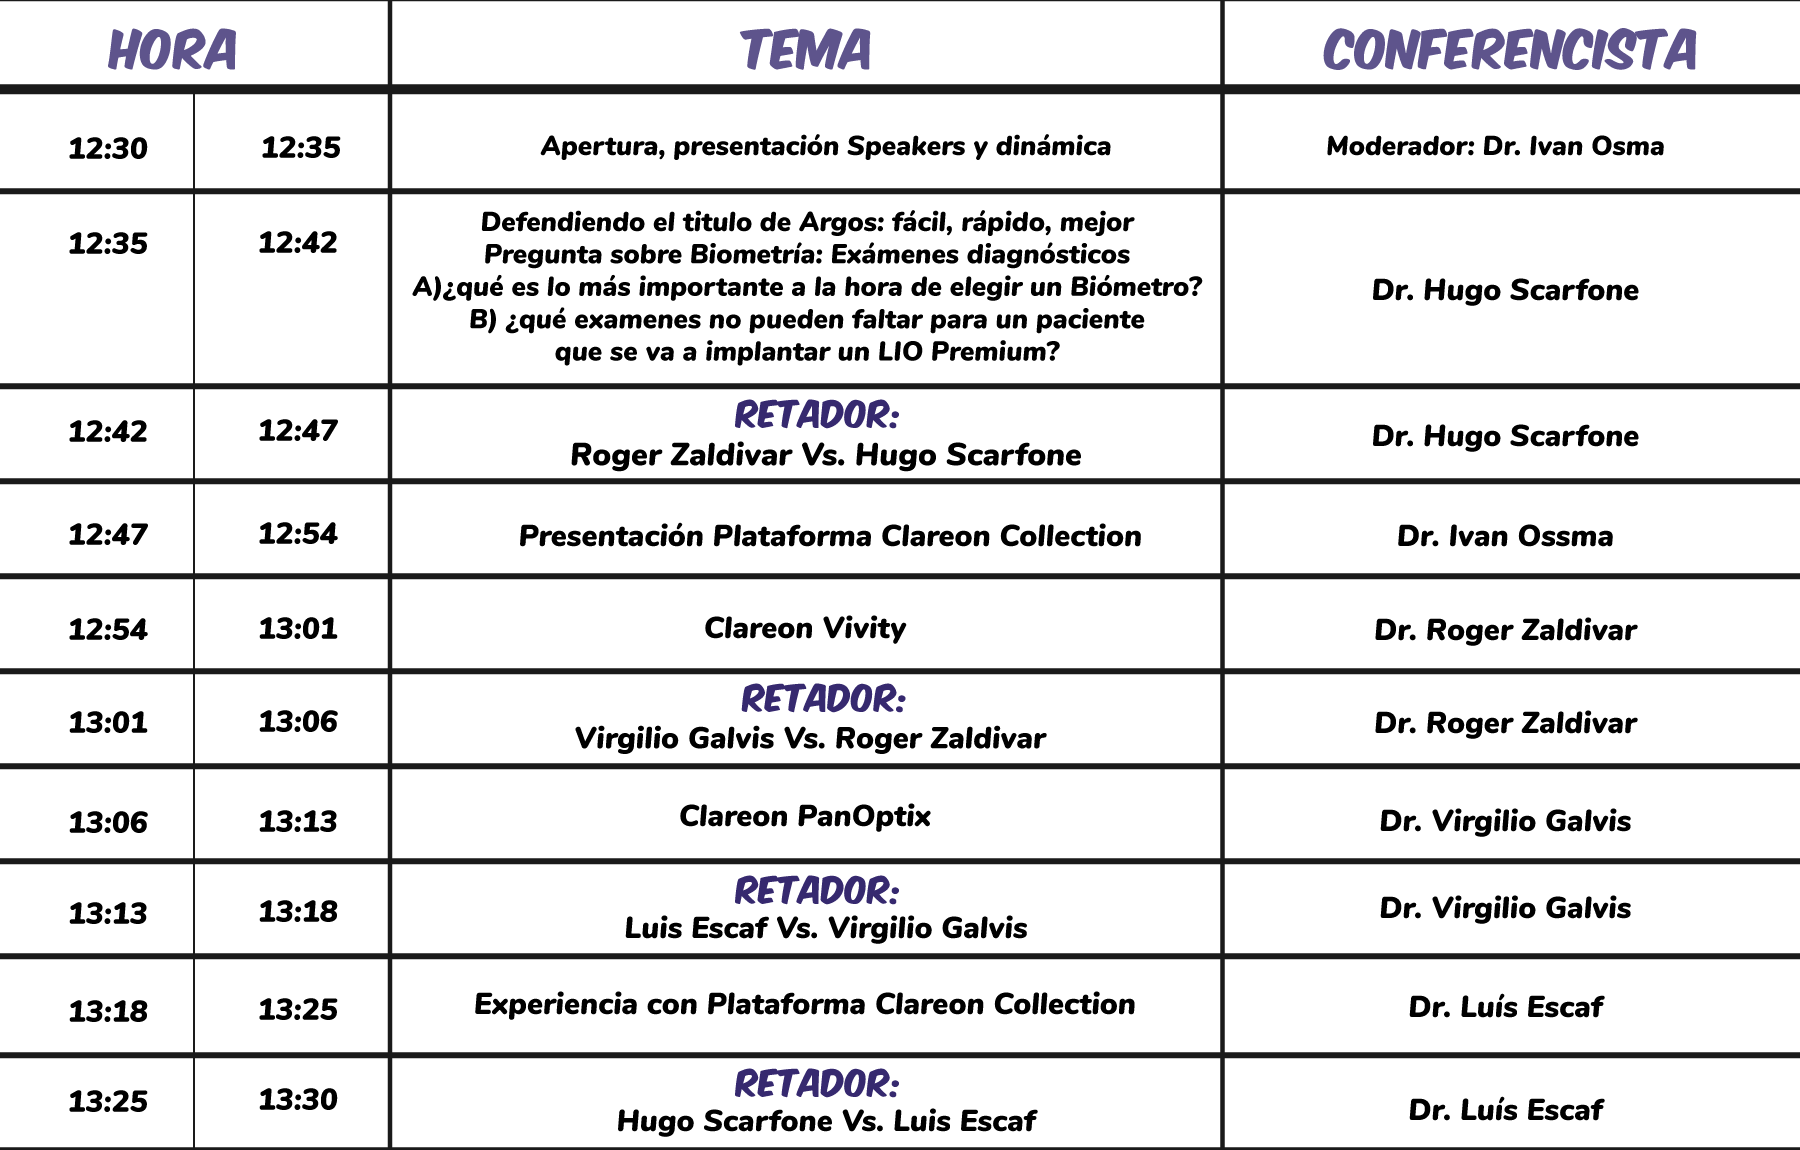 HORA TEMA CONFERENCISTA
12:30 12:35 Apertura, presentación Speakers y dinámica Moderador: Dr. Ivan Osma
12:35 12:42 Defendiendo el titulo de Argos: fácil, rápido, mejor
Pregunta sobre Biometría: Exámenes diagnósticos
A)¿qué es lo más importante a la hora de elegir un Biómetro?
B) ¿qué examenes no pueden faltar para un paciente
que se va a implantar un LIO Premium?
Dr. Hugo Scarfone
12:42 12:47 RETADOR:
Roger Zaldivar Vs. Hugo Scarfone
Dr. Hugo Scarfone
12:47 12:54 Presentación Plataforma Clareon Collection Dr. Ivan Ossma
12:54 13:01 Clareon Vivity Dr. Roger Zaldivar
13:01 13:06 RETADOR:
Virgilio Galvis Vs. Roger Zaldivar
Dr. Roger Zaldivar
13:06 13:13 Clareon PanOptix Dr. Virgilio Galvis
13:13 13:18 RETADOR:
Luis Escaf Vs. Virgilio Galvis
Dr. Virgilio Galvis
13:18 13:25 Experiencia con Plataforma Clareon Collection Dr. Luís Escaf
13:25 13:30 RETADOR:
Hugo Scarfone Vs. Luis Escaf
Dr. Luís Escaf